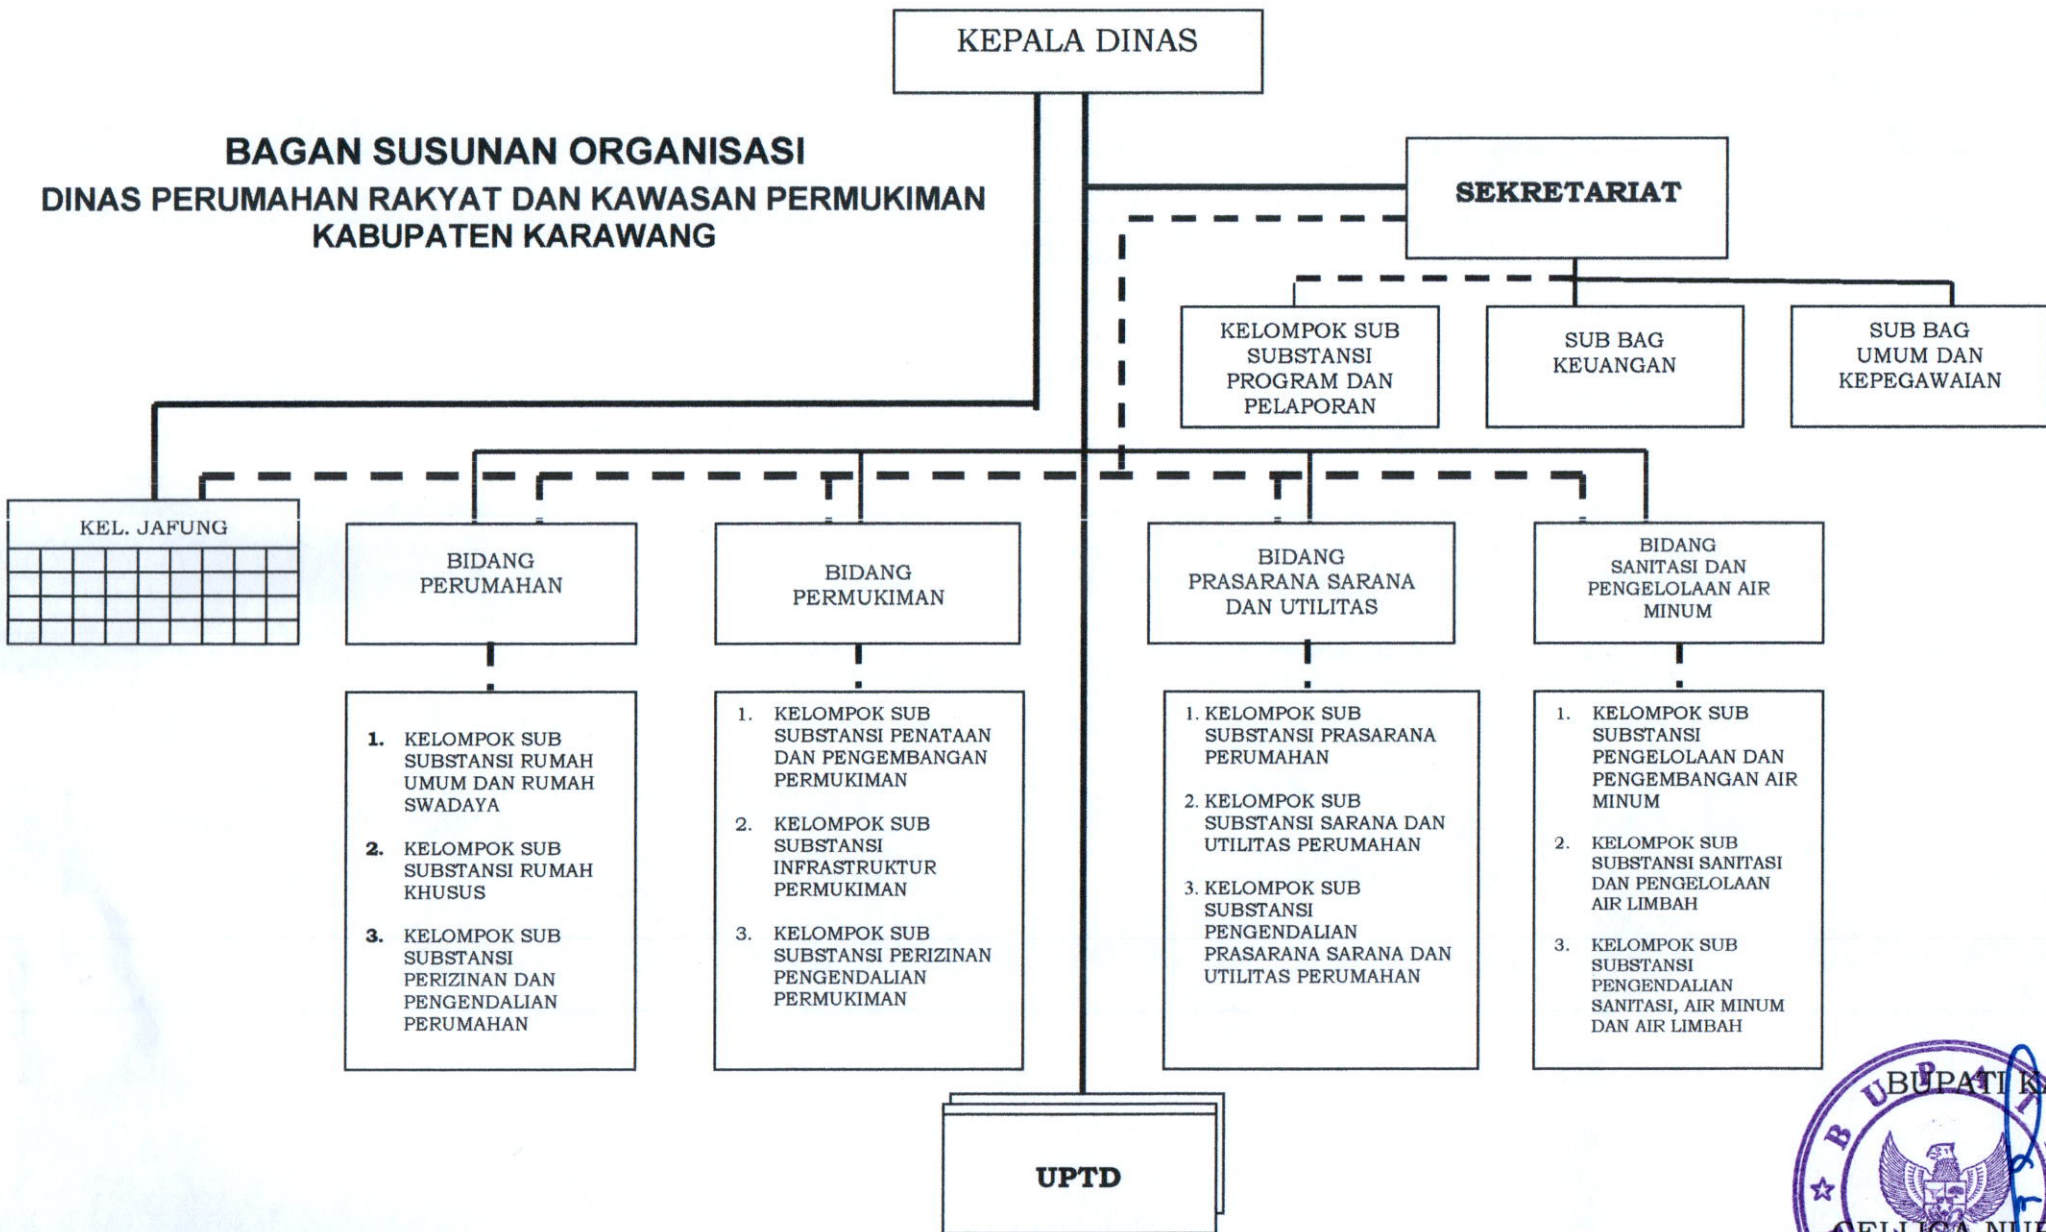 KEPALA DINAS
BAGAN SUSUNAN ORGANISASI
DINAS PERUMAHAN RAKYAT DAN KAWASAN PERMUKIMAN
KABUPATEN KARAWANG
SEKRETARIAT
KELOMPOK SUB
SUBSTANSI
PROGRAM DAN
PELAPORAN
SUB BAG
KEUANGAN
SUB BAG
UMUM DAN
KEPEGAWAIAN
KEL. JAFUNG
BIDANG
PERUMAHAN
BIDANG
PERMUKIMAN
BIDANG
PRASARANA SARANA
DAN UTILITAS
BIDANG
SANITASI DAN
PENGELOLAAN AIR
MINUM
1. KELOMPOK SUB
SUBSTANSI RUMAH
UMUM DAN RUMAH
SWADAYA
2. KELOMPOK SUB
SUBSTANSI RUMAH
KHUSUS
3. KELOMPOK SUB
SUBSTANSI
PERIZINAN DAN
PENGENDALIAN
PERUMAHAN
1. KELOMPOK SUB
SUBSTANSI PENATAAN
DAN PENGEMBANGAN
PERMUKIMAN
2. KELOMPOK SUB
SUBSTANSI
INFRASTRUKTUR
PERMUKIMAN
3. KELOMPOK SUB
SUBSTANSI PERIZINAN
PENGENDALIAN
PERMUKIMAN
1. KELOMPOK SUB
SUBSTANSI PRASARANA
PERUMAHAN
2. KELOMPOK SUB
SUBSTANSI SARANA DAN
UTILITAS PERUMAHAN
3. KELOMPOK SUB
SUBSTANSI
PENGENDALIAN
PRASARANA SARANA DAN
UTILITAS PERUMAHAN
1. KELOMPOK SUB
SUBSTANSI
PENGELOLAAN DAN
PENGEMBANGAN AIR
MINUM
2. KELOMPOK SUB
SUBSTANSI SANITASI
DAN PENGELOLAAN
AIR LIMBAH
3. KELOMPOK SUB
SUBSTANSI
PENGENDALIAN
SANITASI, AIR MINUM
DAN AIR LIMBAH
UPTD
BUPATI